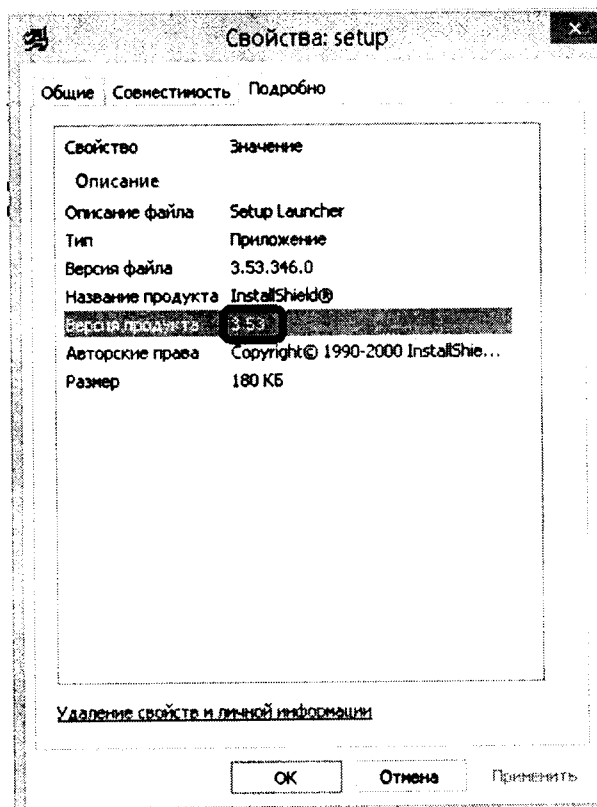 Свойства: setup
Общие Совместимость Подробно
Свойство Значение
Описание
Описание файла Setup Launcher
Тип Приложение
Версия файла 3.53.346.0
Название продукта InstallShield®
Версия продукта 3.53
Авторские права Copyright© 1990-2000 InstallShie...
Размер 180 КБ
Удаление свойств и личной информации
ОК Отмена Применить